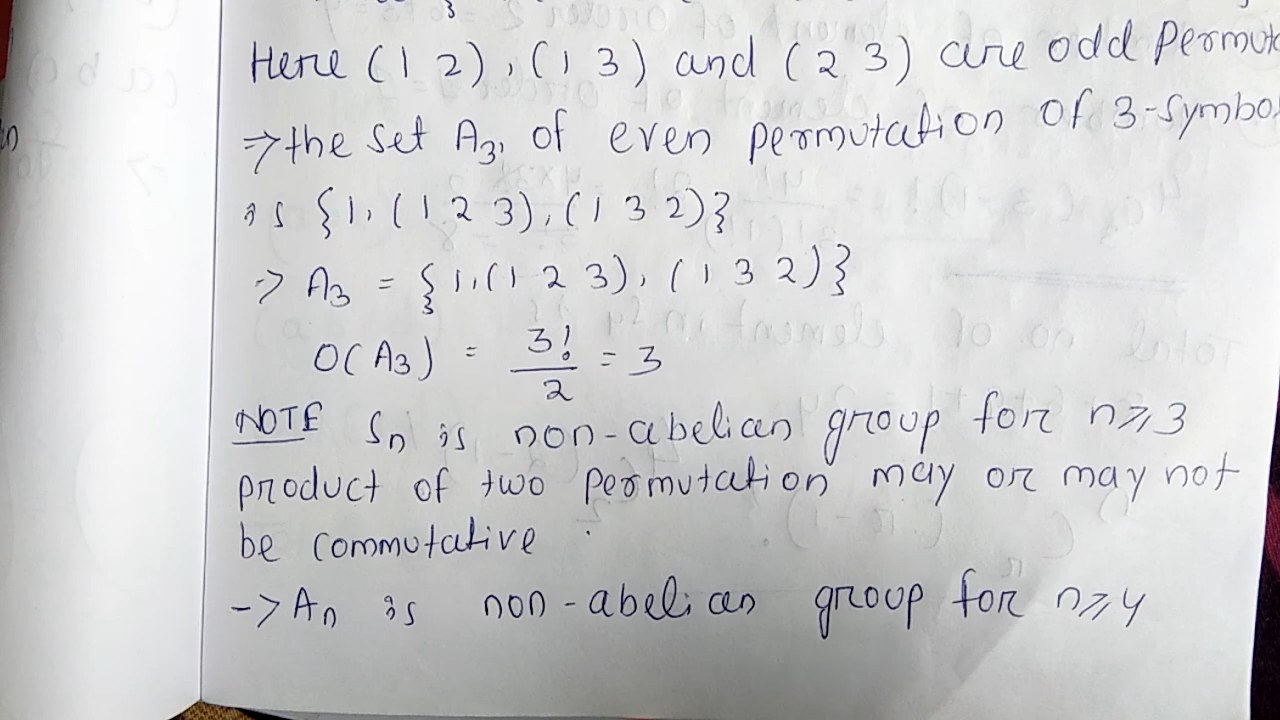 Here (1 2), (1 3) and (2 3) are odd Permut
⇒ the set A₃, of even permutation of 3-symbo
is {1, (1 2 3), (1 3 2)}
⇒ A₃ = {1, (1 2 3), (1 3 2)}
O(A₃) = 3!/2 = 3
NOTE Sn is non-abelian group for n≥3
product of two permutation may or may not
be commutative.
→ An is non-abelian group for n≥4